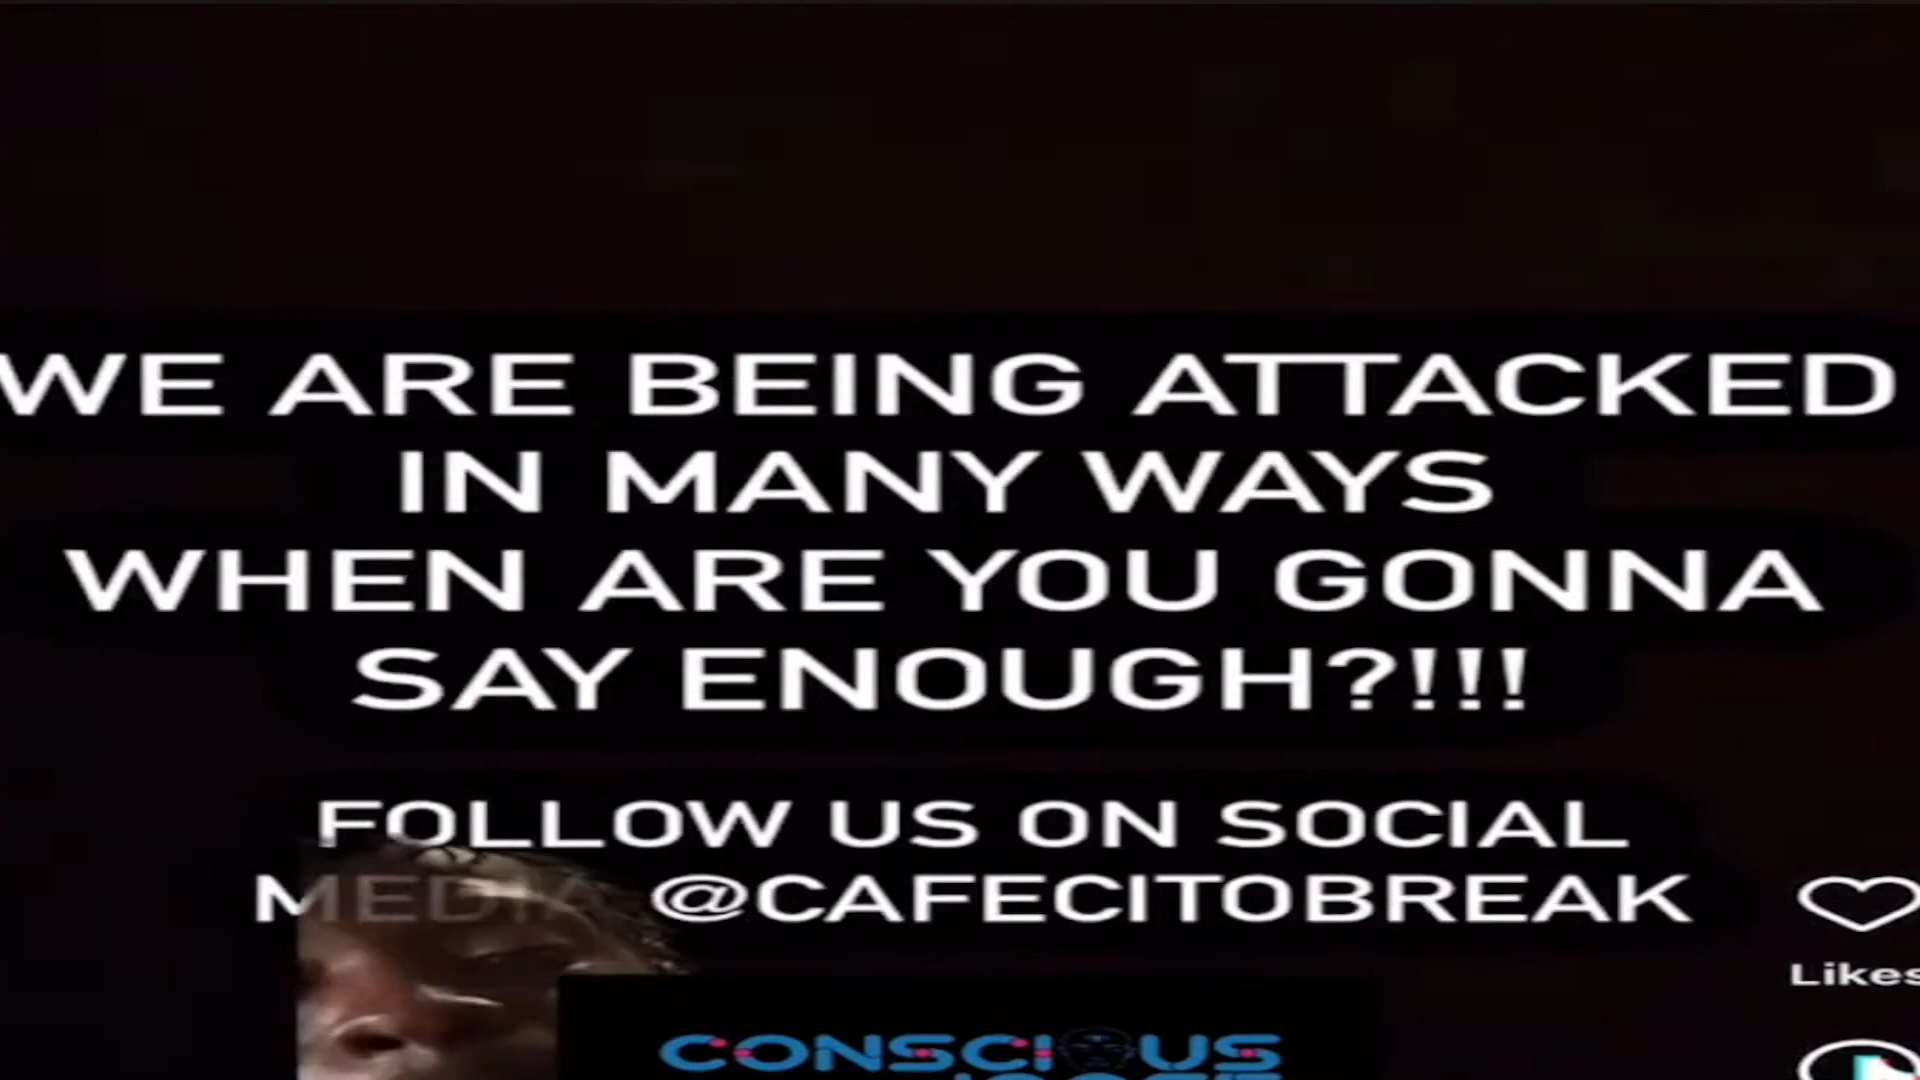 WE ARE BEING ATTACKED
IN MANY WAYS
WHEN ARE YOU GONNA
SAY ENOUGH?!!!
FOLLOW US ON SOCIAL
MEDIA @CAFECITOBREAK
Likes
CONSCIOUS